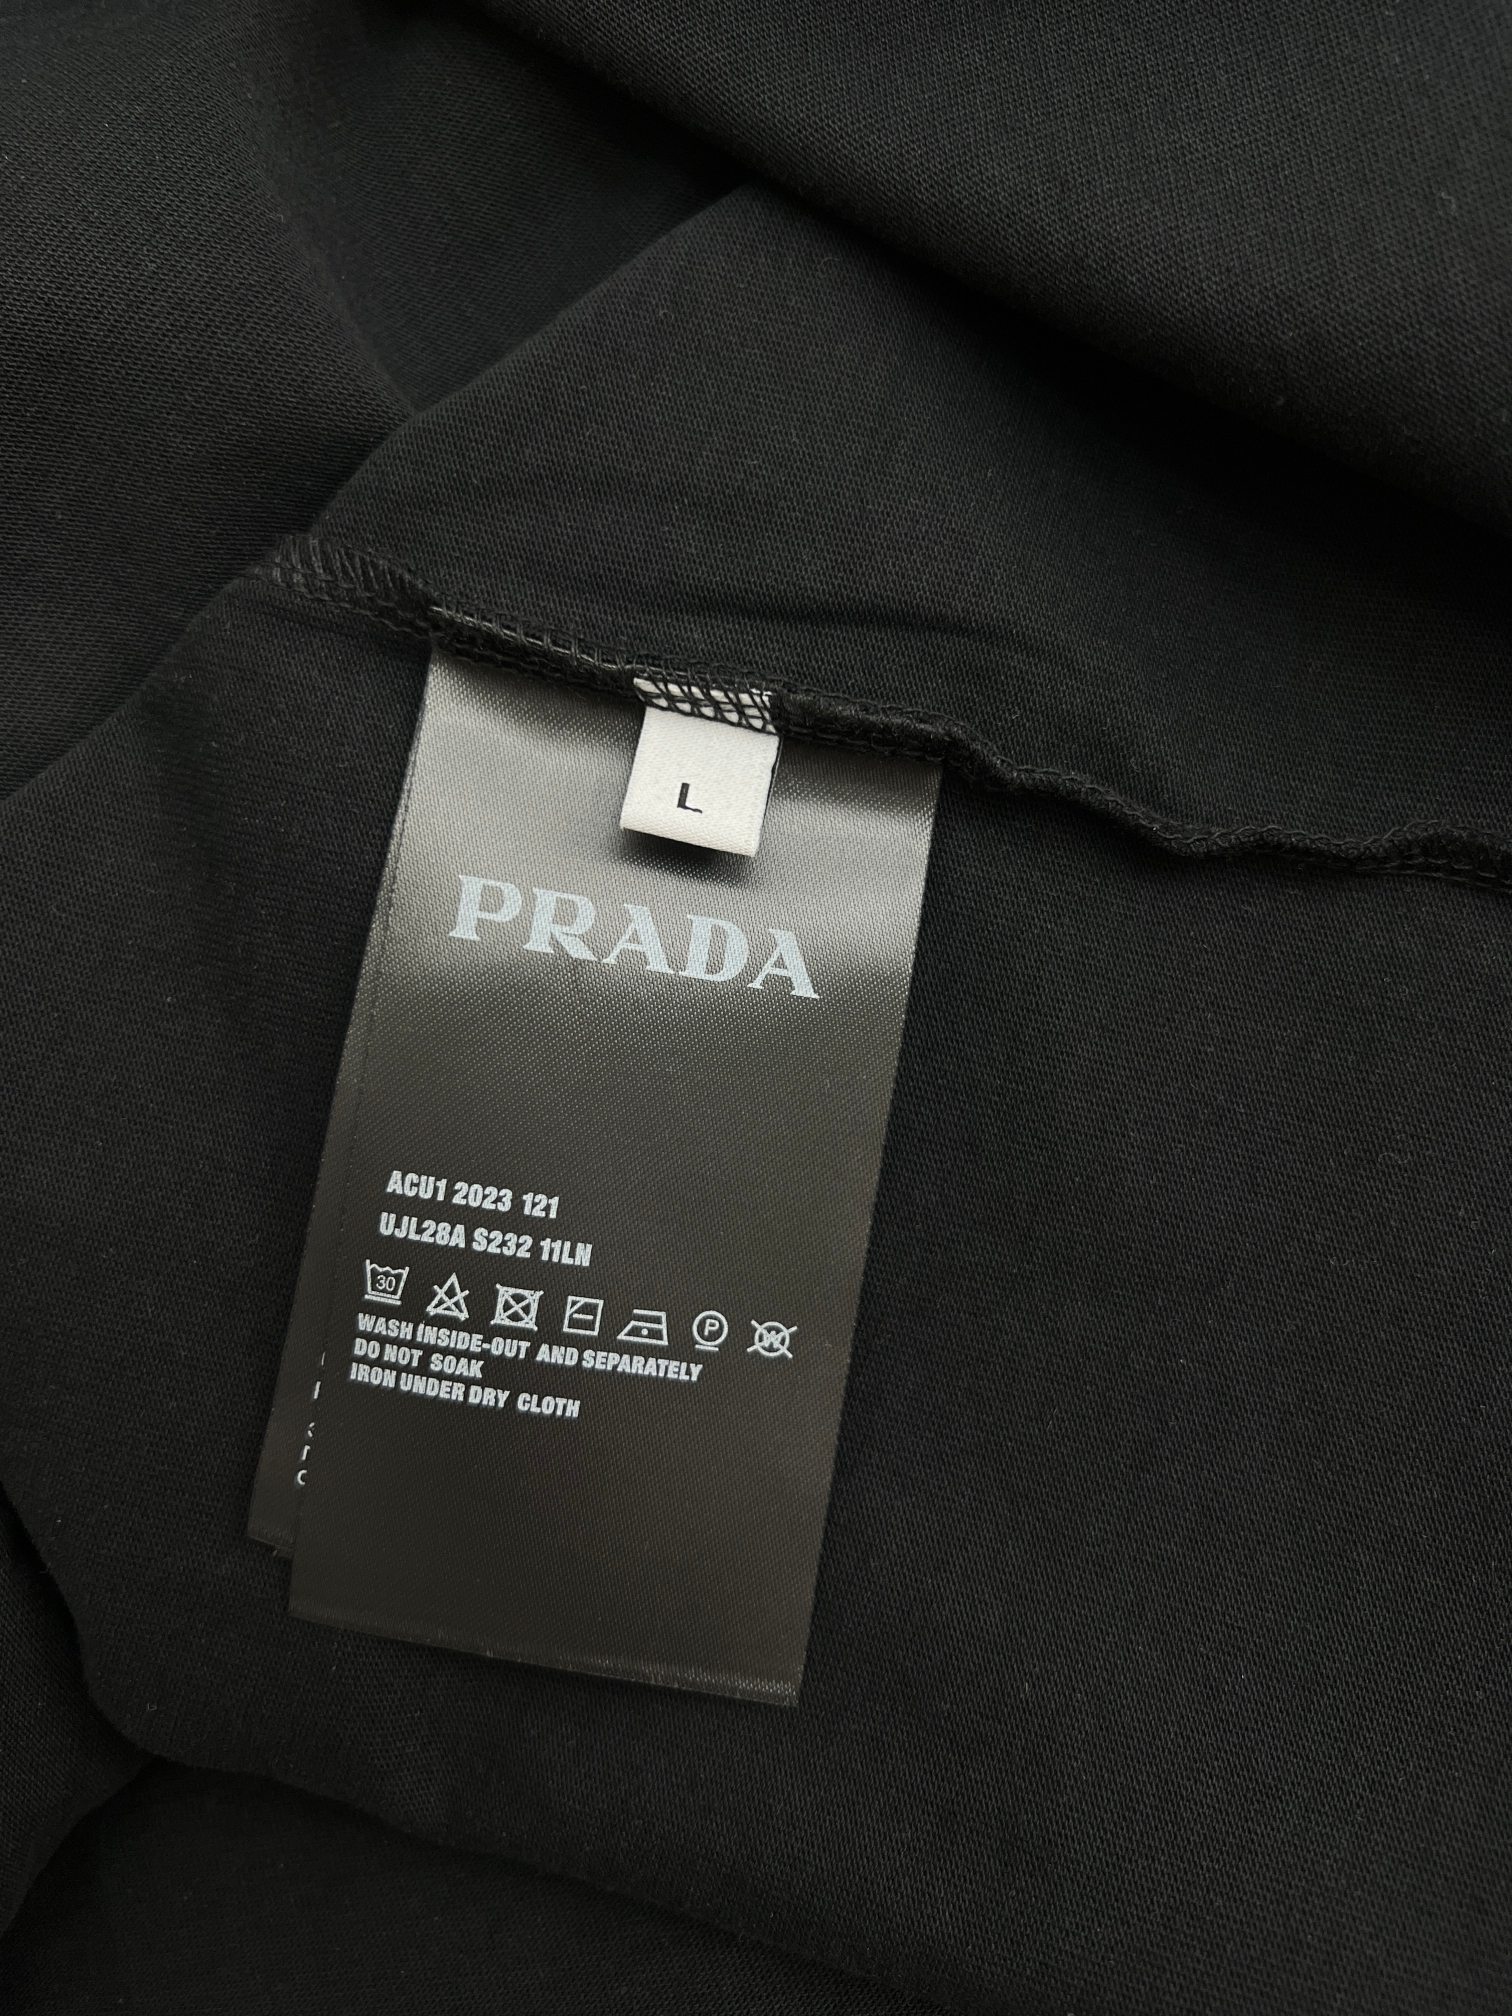 L
PRADA
ACU1 2023 121
UJL28A S232 11LN
30
P
W
WASH INSIDE-OUT AND SEPARATELY
DO NOT SOAK
IRON UNDER DRY CLOTH